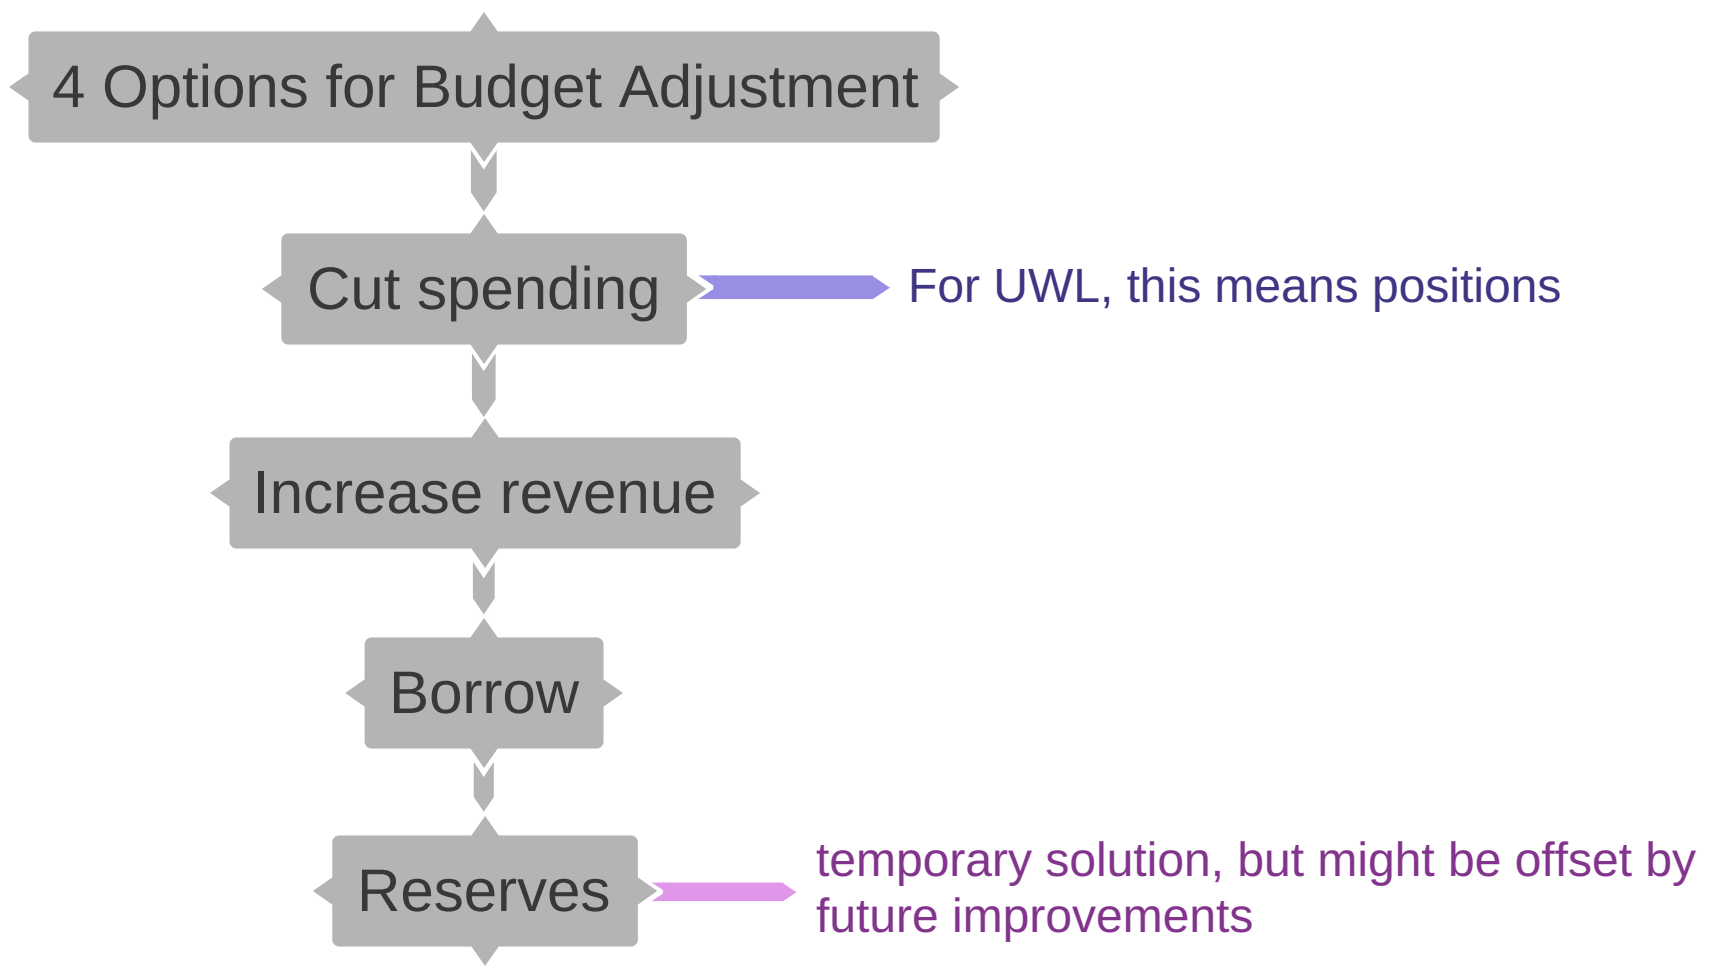 4 Options for Budget Adjustment
Cut spending
For UWL, this means positions
Increase revenue
Borrow
Reserves
temporary solution, but might be offset by
future improvements